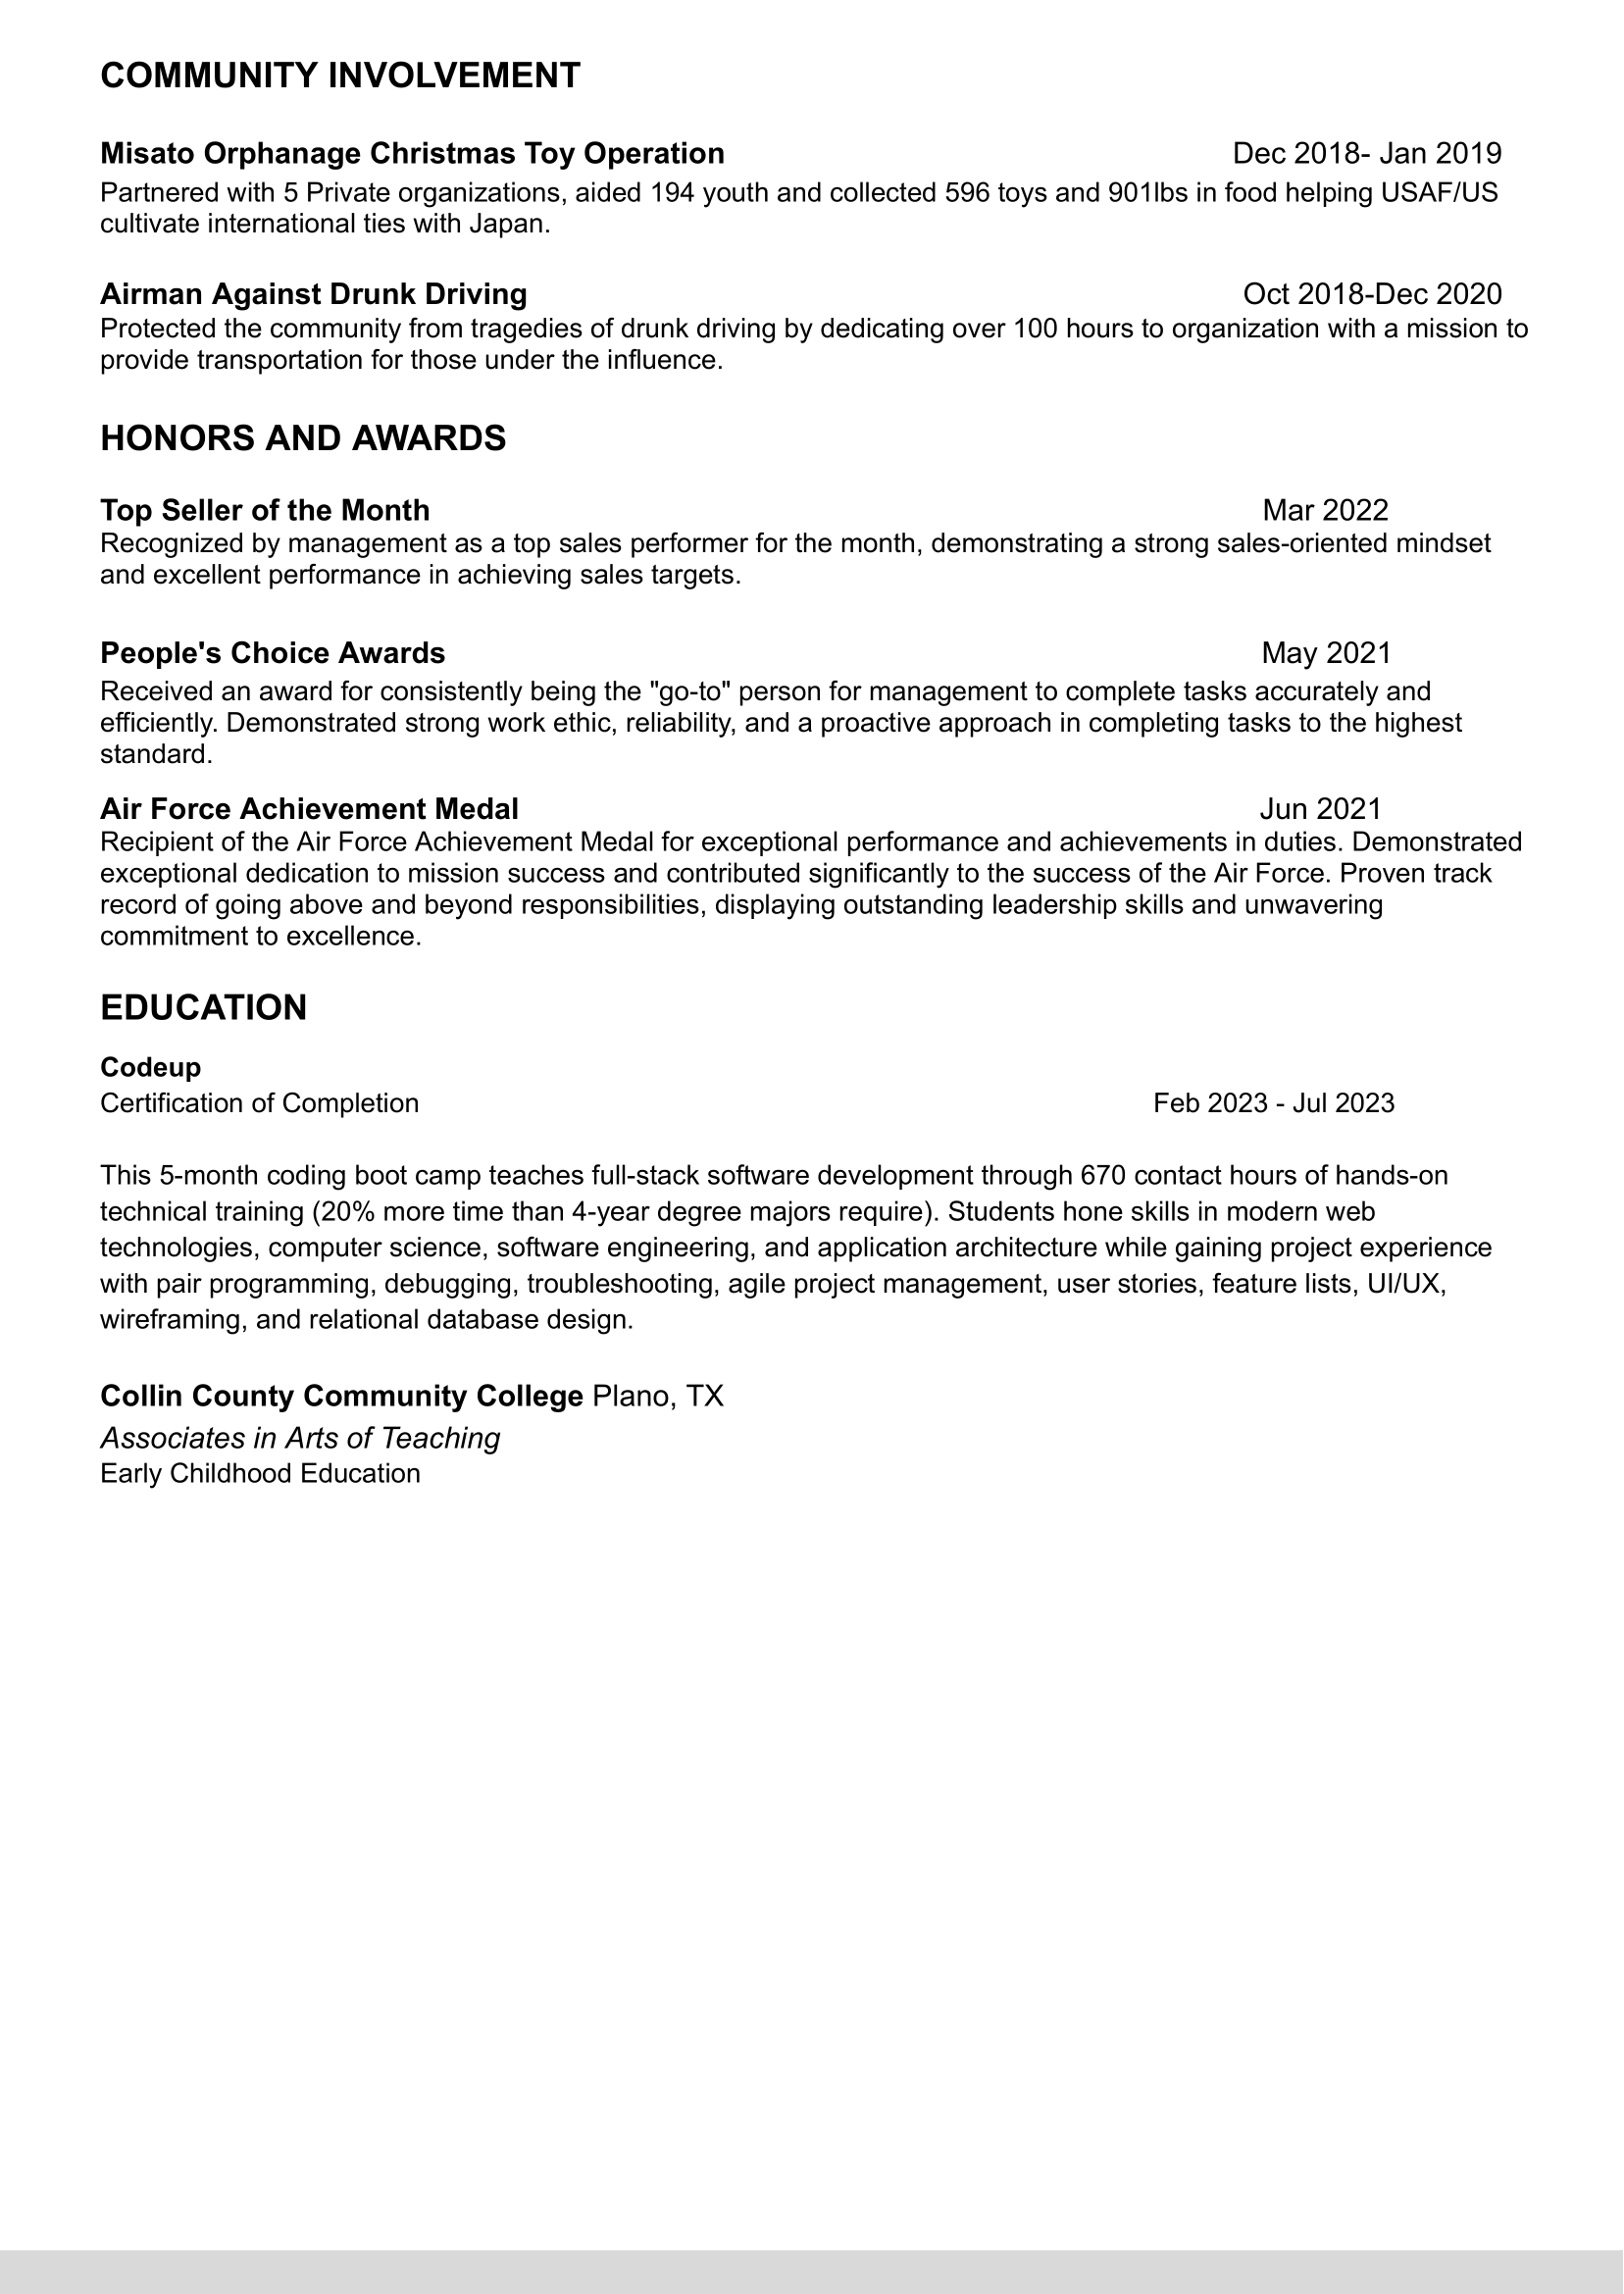 COMMUNITY INVOLVEMENT
Misato Orphanage Christmas Toy Operation Dec 2018- Jan 2019
Partnered with 5 Private organizations, aided 194 youth and collected 596 toys and 901lbs in food helping USAF/US
cultivate international ties with Japan.
Airman Against Drunk Driving Oct 2018-Dec 2020
Protected the community from tragedies of drunk driving by dedicating over 100 hours to organization with a mission to
provide transportation for those under the influence.
HONORS AND AWARDS
Top Seller of the Month Mar 2022
Recognized by management as a top sales performer for the month, demonstrating a strong sales-oriented mindset
and excellent performance in achieving sales targets.
People's Choice Awards May 2021
Received an award for consistently being the "go-to" person for management to complete tasks accurately and
efficiently. Demonstrated strong work ethic, reliability, and a proactive approach in completing tasks to the highest
standard.
Air Force Achievement Medal Jun 2021
Recipient of the Air Force Achievement Medal for exceptional performance and achievements in duties. Demonstrated
exceptional dedication to mission success and contributed significantly to the success of the Air Force. Proven track
record of going above and beyond responsibilities, displaying outstanding leadership skills and unwavering
commitment to excellence.
EDUCATION
Codeup
Certification of Completion Feb 2023 - Jul 2023
This 5-month coding boot camp teaches full-stack software development through 670 contact hours of hands-on
technical training (20% more time than 4-year degree majors require). Students hone skills in modern web
technologies, computer science, software engineering, and application architecture while gaining project experience
with pair programming, debugging, troubleshooting, agile project management, user stories, feature lists, UI/UX,
wireframing, and relational database design.
Collin County Community College Plano, TX
Associates in Arts of Teaching
Early Childhood Education